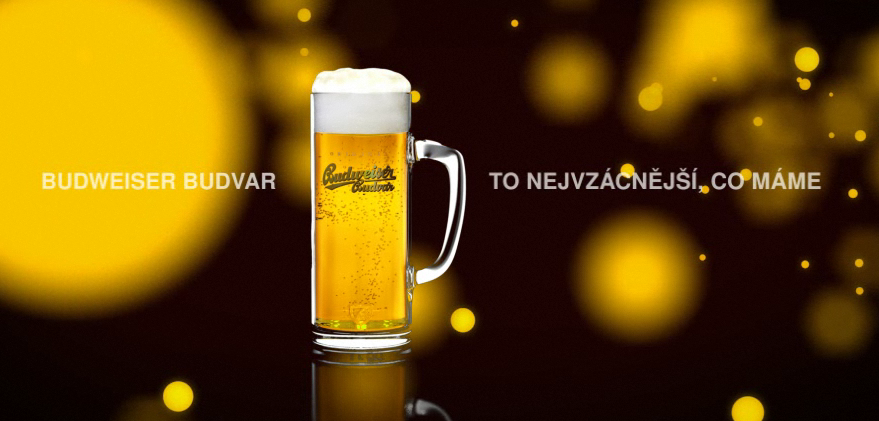 BUDWEISER BUDVAR
Budweiser
Budvar
TO NEJVZÁCNĚJŠÍ, CO MÁME